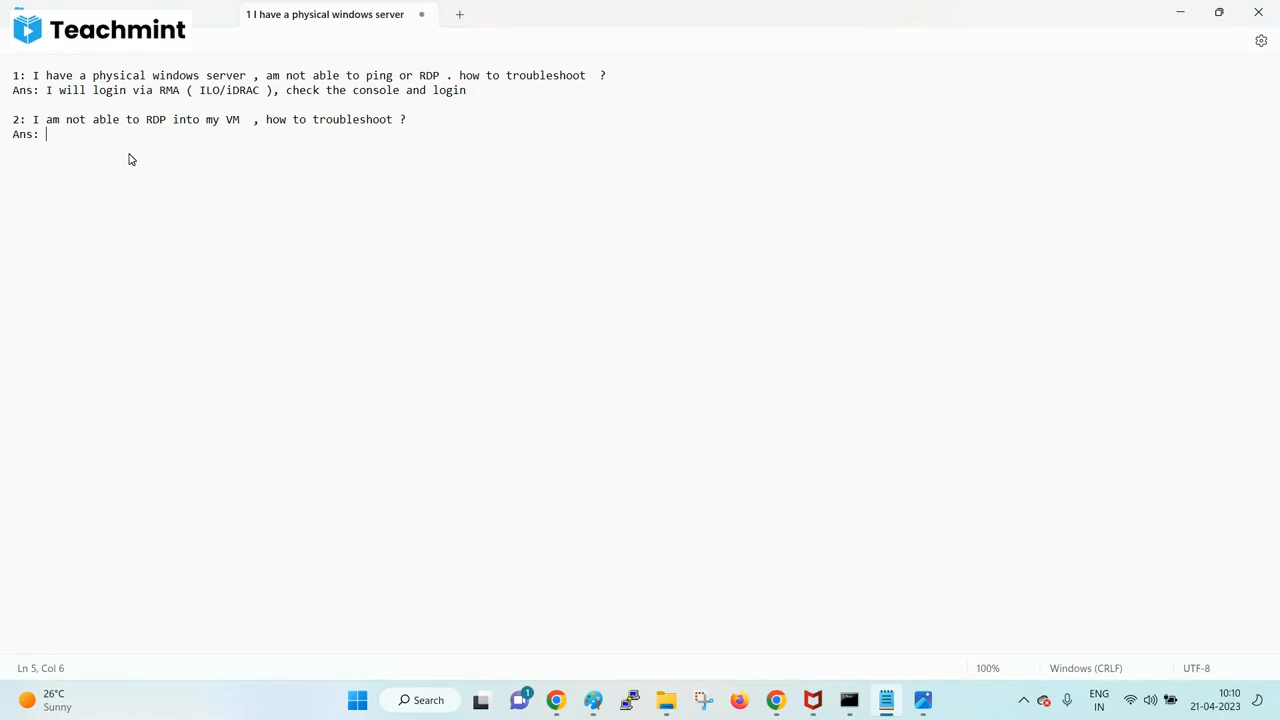 1 I have a physical windows server
Teachmint
1: I have a physical windows server , am not able to ping or RDP . how to troubleshoot  ?
Ans: I will login via RMA ( ILO/iDRAC ), check the console and login
2: I am not able to RDP into my VM  , how to troubleshoot ?
Ans:
Ln 5, Col 6
100%
Windows (CRLF)
UTF-8
26°C
Sunny
Search
1
ENG
IN
10:10
21-04-2023